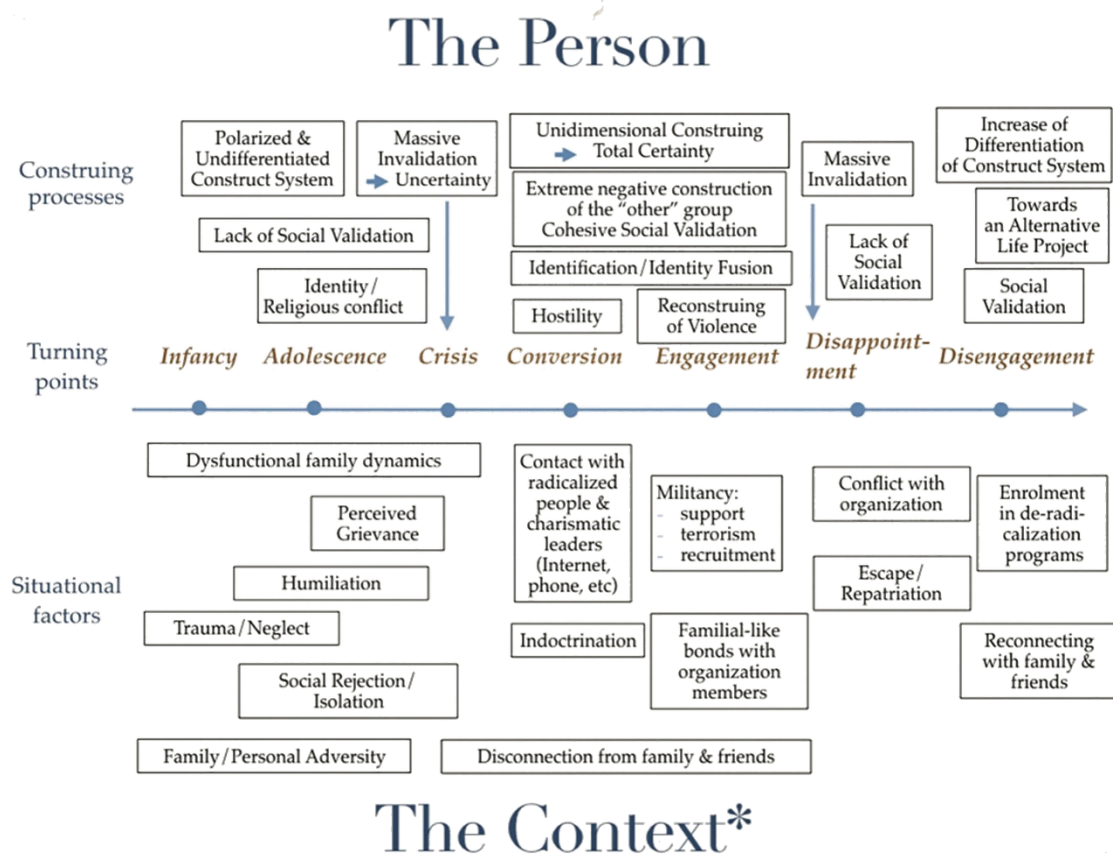 The Person
Construing
processes
Polarized &
Undifferentiated
Construct System
Massive
Invalidation
Uncertainty
Lack of Social Validation
Identity/
Religious conflict
Unidimensional Construing
Total Certainty
Extreme negative construction
of the “other” group
Cohesive Social Validation
Identification/Identity Fusion
Hostility
Reconstruing
of Violence
Massive
Invalidation
Lack of
Social
Validation
Increase of
Differentiation
of Construct System
Towards
an Alternative
Life Project
Social
Validation
Turning
points
Infancy
Adolescence
Crisis
Conversion
Engagement
Disappoint-
ment
Disengagement
Situational
factors
Dysfunctional family dynamics
Perceived
Grievance
Humiliation
Trauma/Neglect
Social Rejection/
Isolation
Family/Personal Adversity
Contact with
radicalized
people &
charismatic
leaders
(Internet,
phone, etc)
Indoctrination
Militancy:
- support
- terrorism
- recruitment
Familial-like
bonds with
organization
members
Disconnection from family & friends
Conflict with
organization
Escape/
Repatriation
Enrolment
in de-radi-
calization
programs
Reconnecting
with family &
friends
The Context*